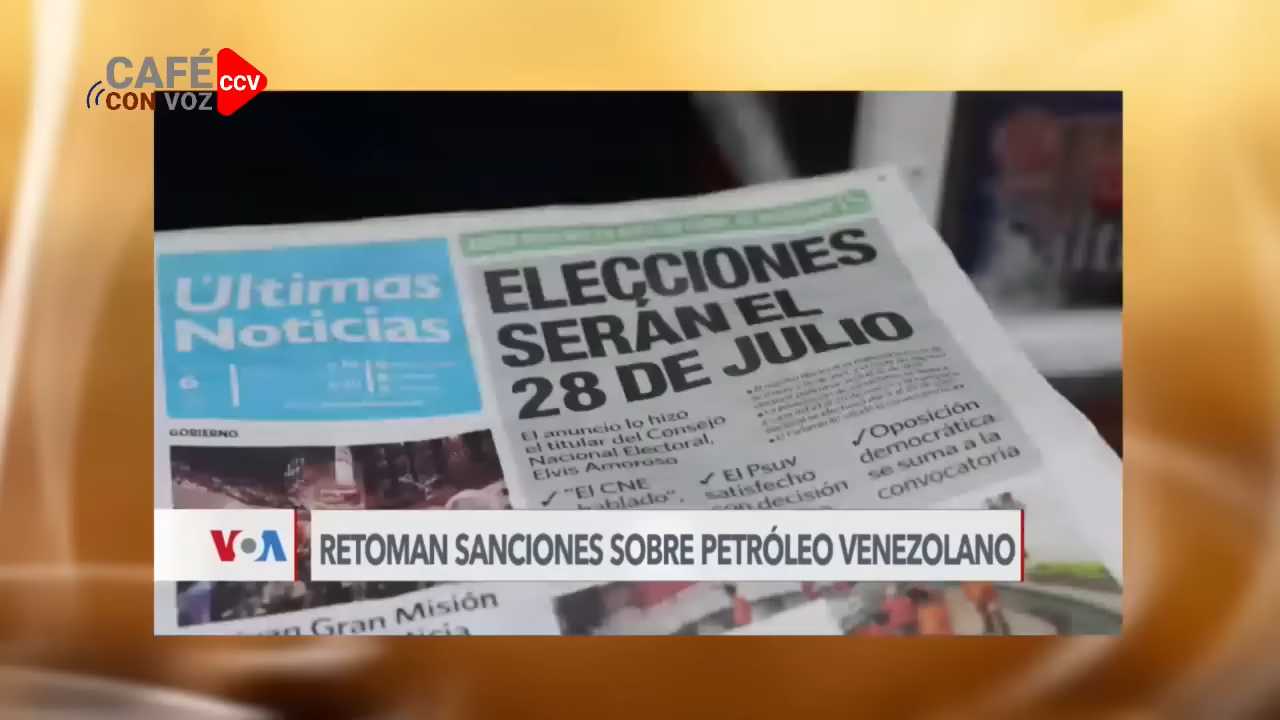 CAFÉ
CON VOZ
CCV
Últimas
Noticias
6
GOBIERNO
ELECCIONES
SERÁN EL
28 DE JULIO
El anuncio lo hizo
el titular del Consejo
Nacional Electoral,
Elvis Amoroso
✓ "El CNE
hablado",
✓ El Psuv
satisfecho
con decisión
✓ Oposición
democrática
se suma a la
convocatoria
VOA
RETOMAN SANCIONES SOBRE PETRÓLEO VENEZOLANO
Gran Misión